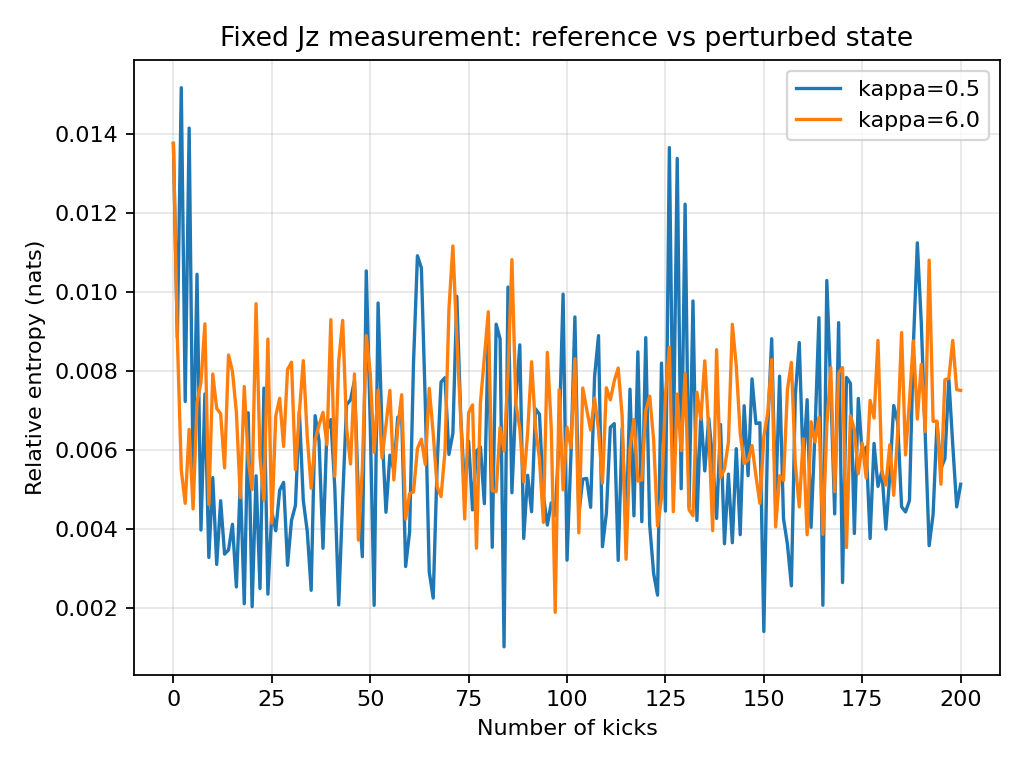 Fixed Jz measurement: reference vs perturbed state
kappa=0.5
kappa=6.0
Relative entropy (nats)
0.014
0.012
0.010
0.008
0.006
0.004
0.002
0 25 50 75 100 125 150 175 200
Number of kicks